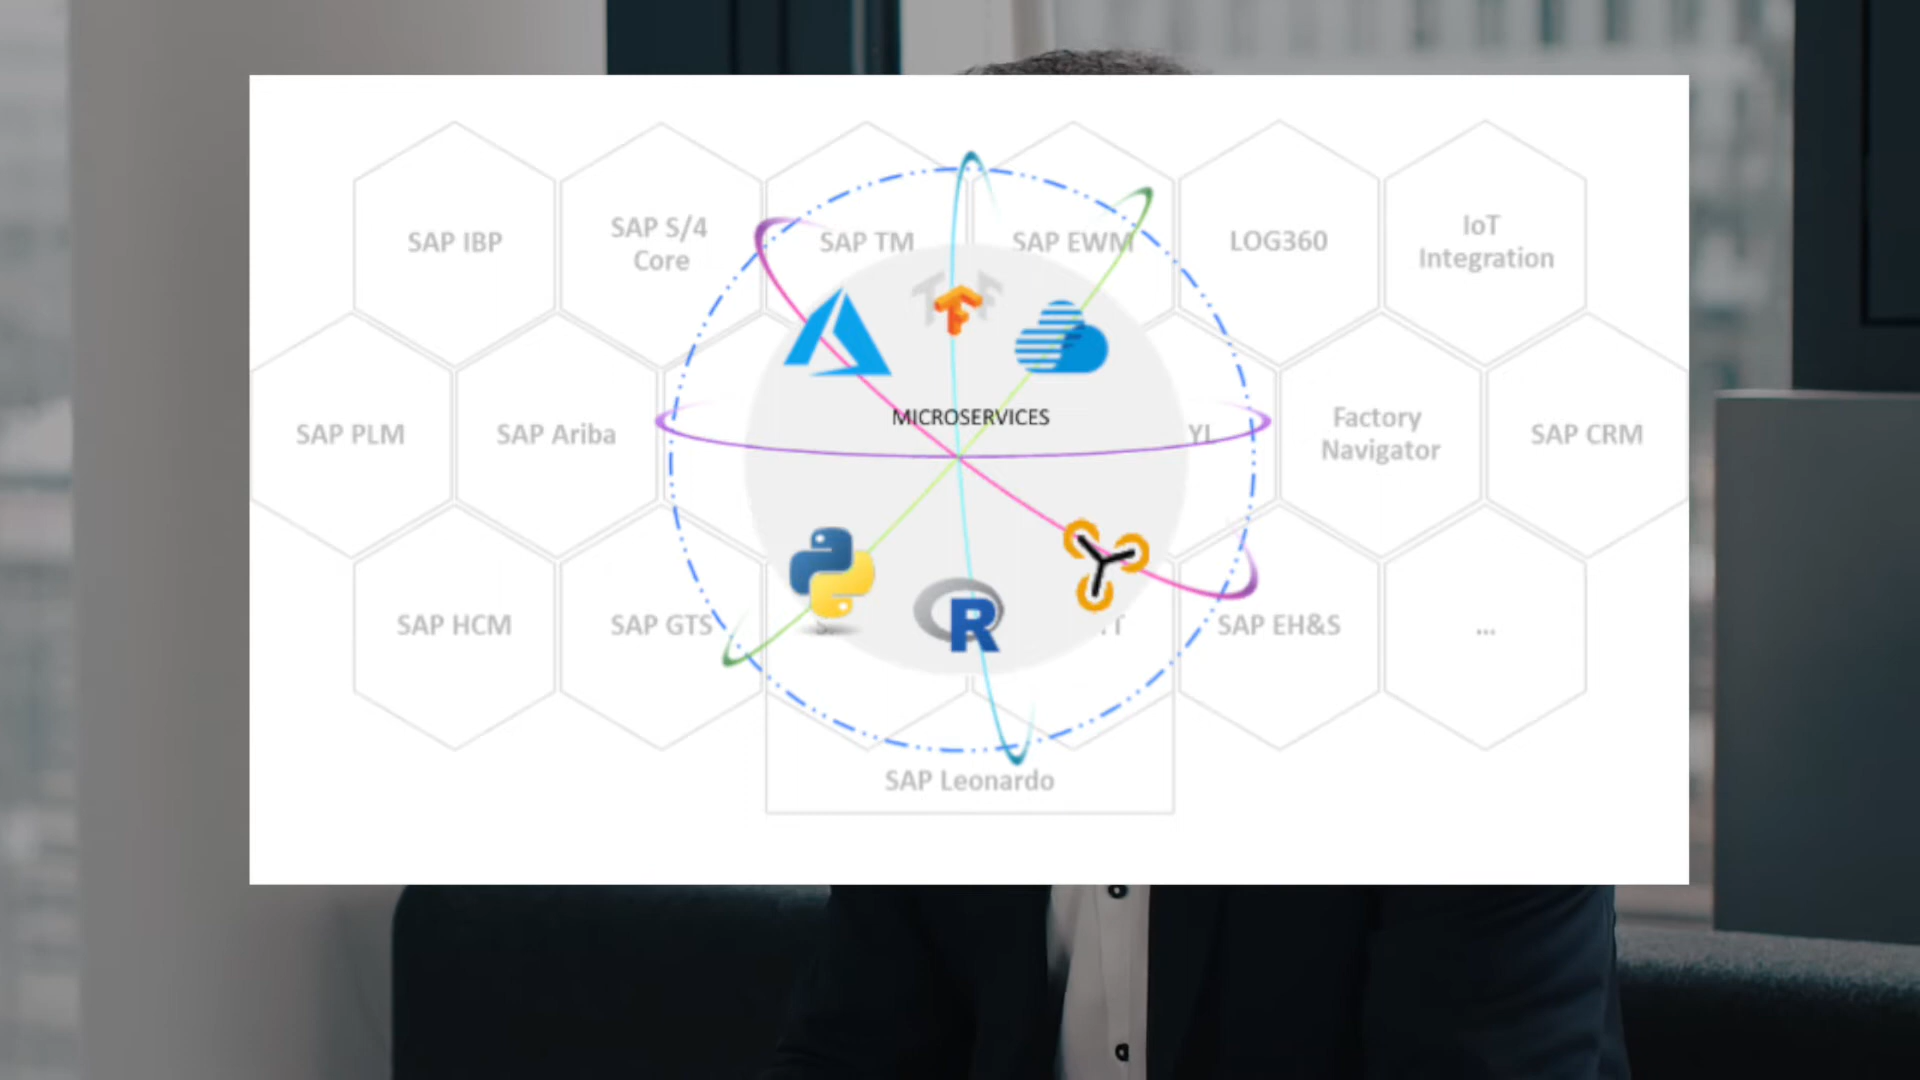 SAP IBP
SAP S/4
Core
SAP TM
SAP EWM
LOG360
IoT
Integration
MICROSERVICES
SAP PLM
SAP Ariba
YL
Factory
Navigator
SAP CRM
SAP HCM
SAP GTS
R
SAP EH&S
...
SAP Leonardo